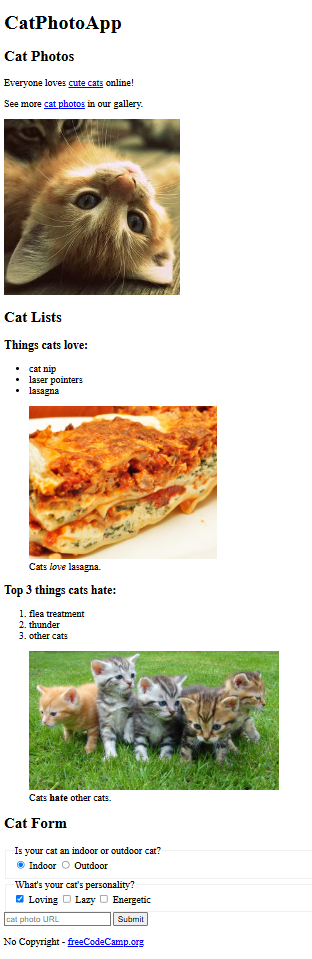 CatPhotoApp
Cat Photos
Everyone loves cute cats online!
See more cat photos in our gallery.
Cat Lists
Things cats love:
cat nip
laser pointers
lasagna
Cats love lasagna.
Top 3 things cats hate:
1. flea treatment
2. thunder
3. other cats
Cats hate other cats.
Cat Form
Is your cat an indoor or outdoor cat?
Indoor Outdoor
What's your cat's personality?
Loving Lazy Energetic
cat photo URL Submit
No Copyright - freeCodeCamp.org